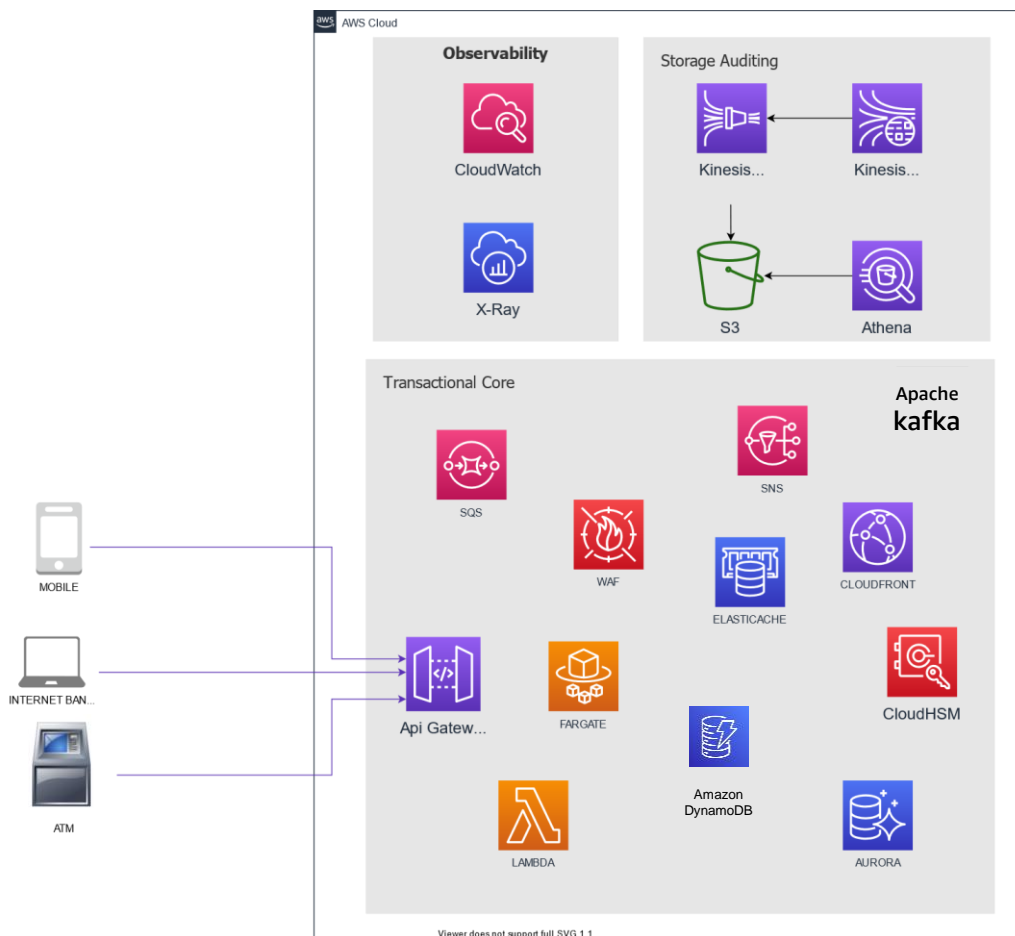 aws
AWS Cloud
Observability
CloudWatch
X-Ray
Storage Auditing
Kinesis...
Kinesis...
S3
Athena
Transactional Core
Apache
kafka
SQS
SNS
WAF
ELASTICACHE
CLOUDFRONT
MOBILE
INTERNET BAN...
ATM
Api Gatew...
FARGATE
CloudHSM
Amazon
DynamoDB
LAMBDA
AURORA
Viewer does not support full SVG 1.1